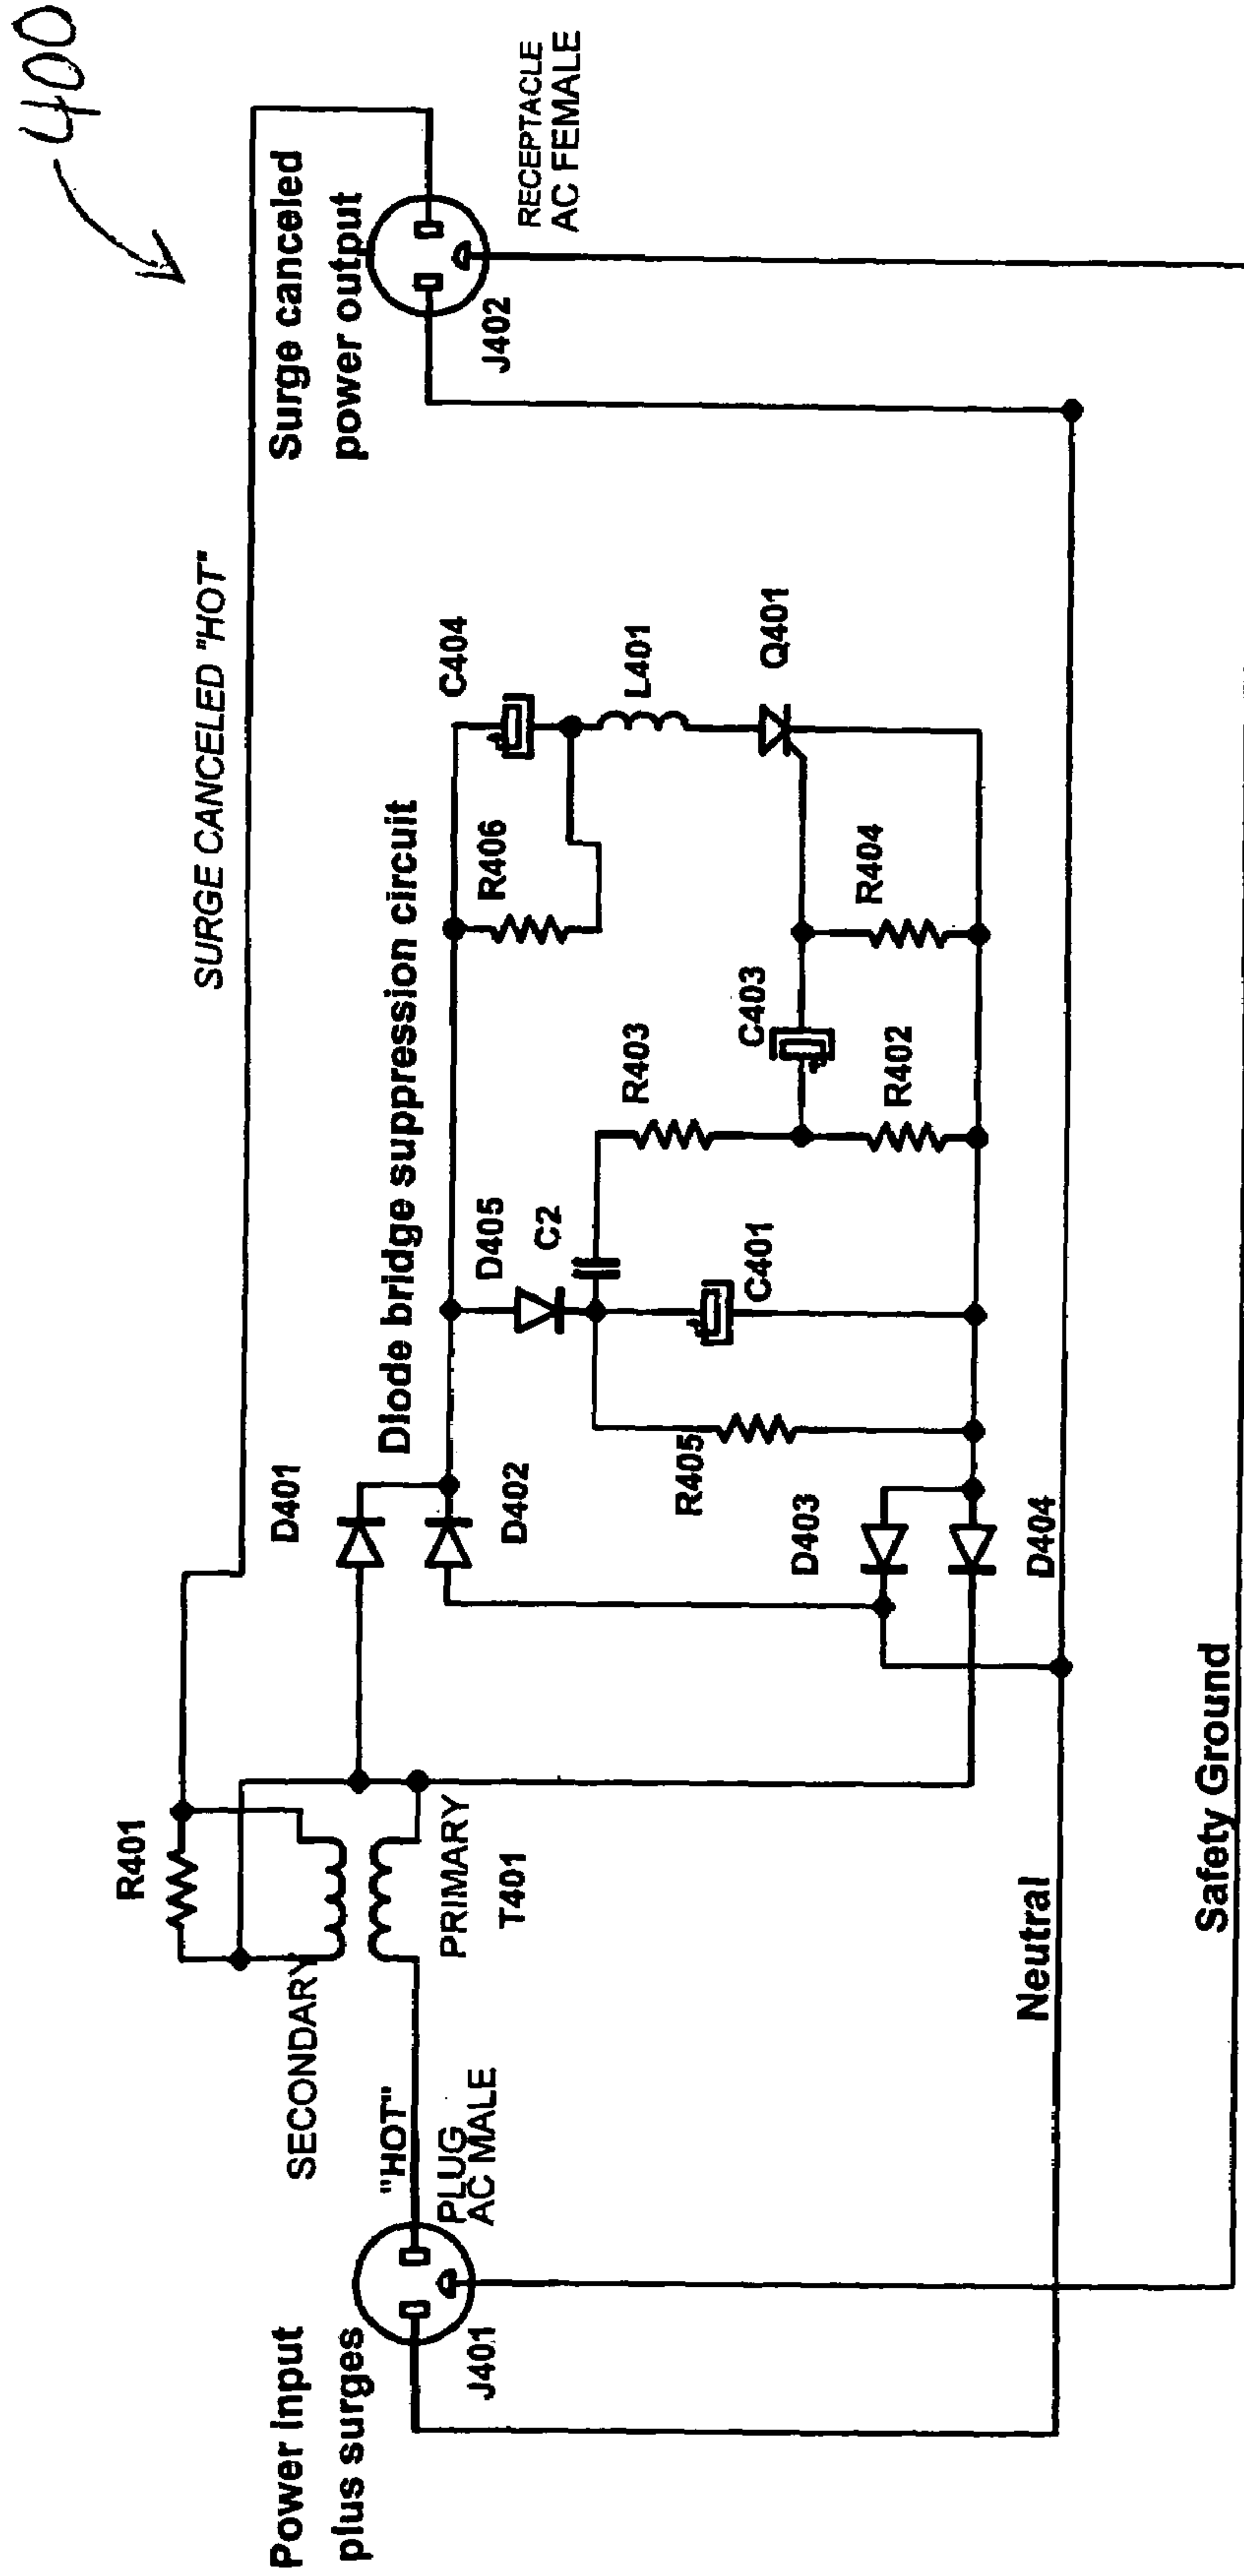 400
SURGE CANCELED "HOT"
Surge canceled
power output
J402
RECEPTACLE
AC FEMALE
Diode bridge suppression circuit
R401
SECONDARY
PRIMARY
T401
D401
D402
D403
D404
D405
C2
C401
R405
R403
C403
R402
R406
R404
C404
L401
Q401
Power Input
plus surges
J401
"HOT"
PLUG
AC MALE
Neutral
Safety Ground